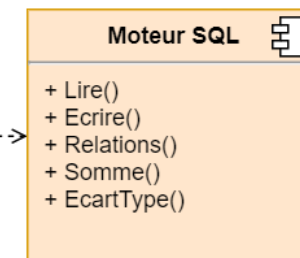 Moteur SQL
+ Lire()
+ Ecrire()
+ Relations()
+ Somme()
+ EcartType()